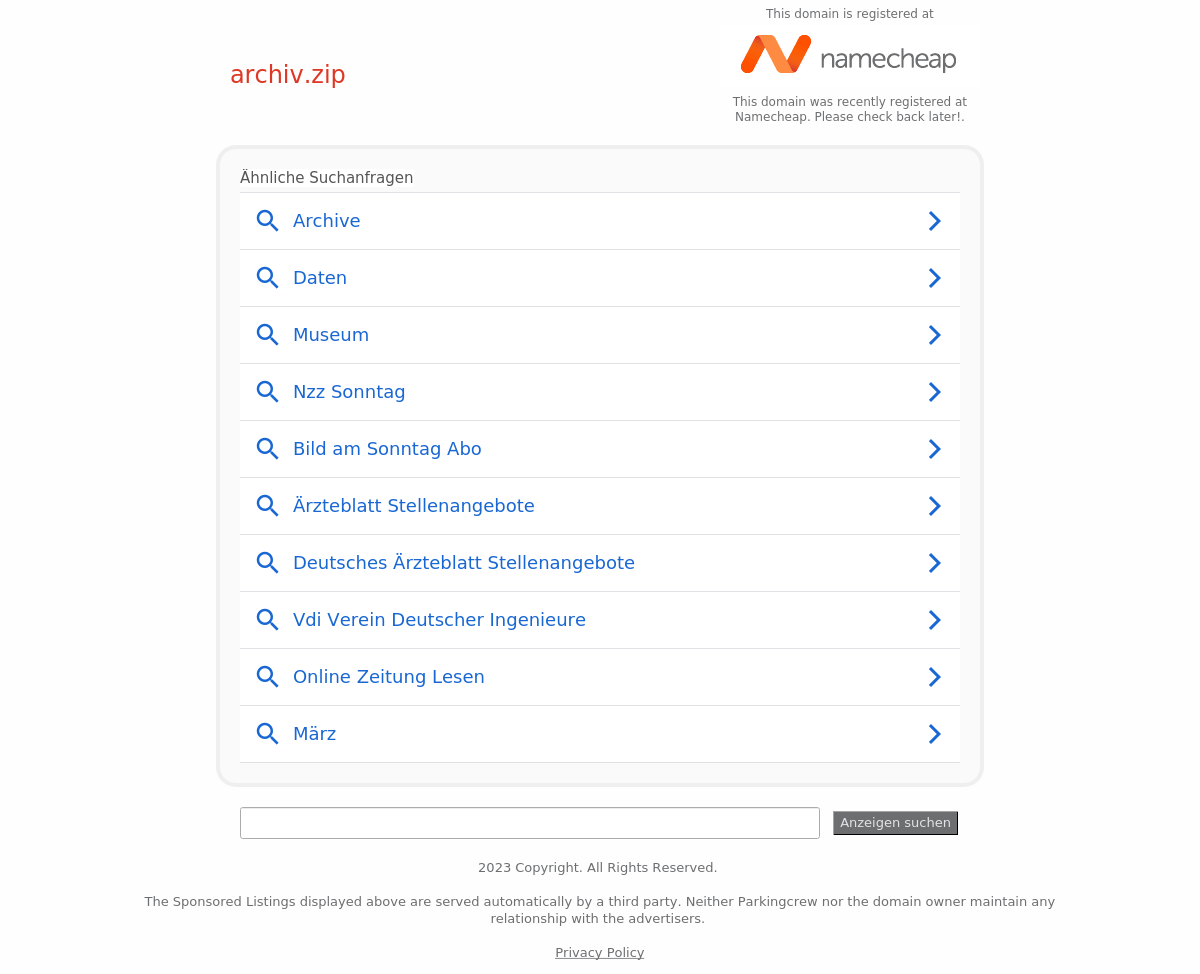 This domain is registered at
namecheap
archiv.zip
This domain was recently registered at
Namecheap. Please check back later!.
Ähnliche Suchanfragen
Archive
Daten
Museum
Nzz Sonntag
Bild am Sonntag Abo
Ärzteblatt Stellenangebote
Deutsches Ärzteblatt Stellenangebote
Vdi Verein Deutscher Ingenieure
Online Zeitung Lesen
März
Anzeigen suchen
2023 Copyright. All Rights Reserved.
The Sponsored Listings displayed above are served automatically by a third party. Neither Parkingcrew nor the domain owner maintain any
relationship with the advertisers.
Privacy Policy